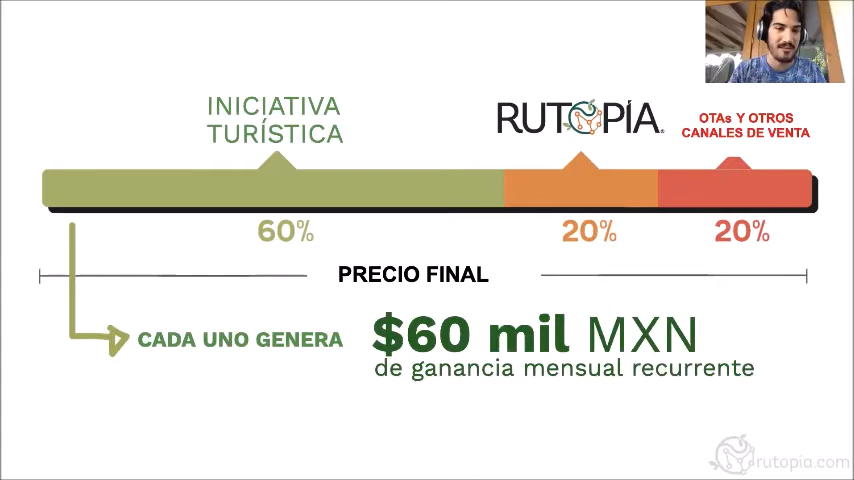 INICIATIVA
TURÍSTICA
RUTOPÍA®
OTAs Y OTROS
CANALES DE VENTA
60%
20%
20%
PRECIO FINAL
CADA UNO GENERA
$60 mil MXN
de ganancia mensual recurrente
rutopia.com